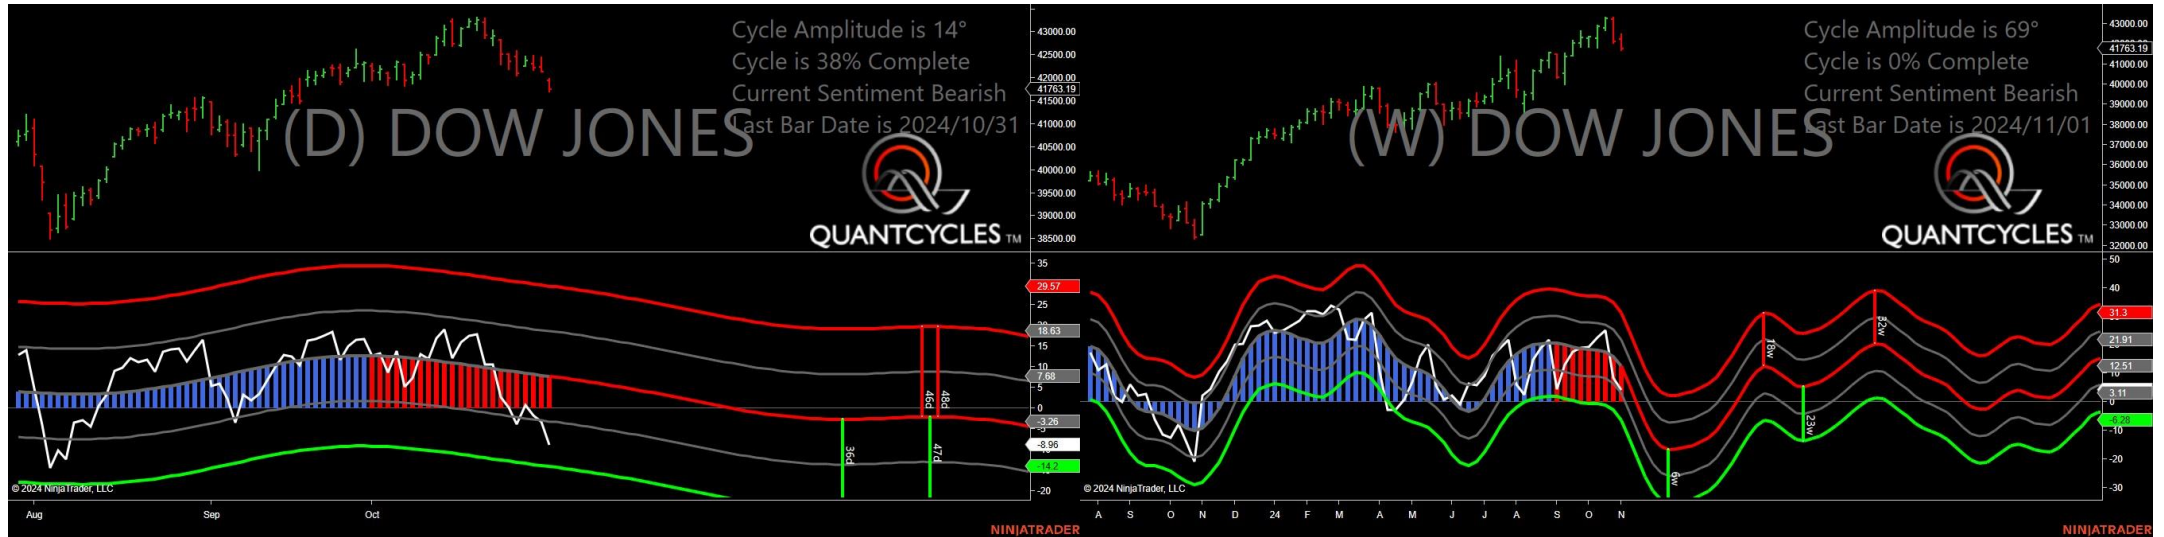 Cycle Amplitude is 14°
Cycle is 38% Complete
Current Sentiment Bearish
Last Bar Date is 2024/10/31
(D) DOW JONES
QUANTCYCLES TM
43000.00
42500.00
42000.00
41763.19
41500.00
41000.00
40500.00
40000.00
39500.00
39000.00
38500.00
35
29.57
25
18.63
15
10
7.68
5
0
-3.26
-8.96
-14.2
-20
46d
48d
36d
47d
© 2024 NinjaTrader, LLC
Aug Sep Oct
NINJATRADER
Cycle Amplitude is 69°
Cycle is 0% Complete
Current Sentiment Bearish
Last Bar Date is 2024/11/01
(W) DOW JONES
QUANTCYCLES TM
43000.00
41763.19
41000.00
40000.00
39000.00
38000.00
37000.00
36000.00
35000.00
34000.00
33000.00
32000.00
50
40
31.3
21.91
12.51
3.11
-6.28
-10
-20
-30
18w
32w
23w
6w
© 2024 NinjaTrader, LLC
A S O N D 24 F M A M J J A S O N
NINJATRADER